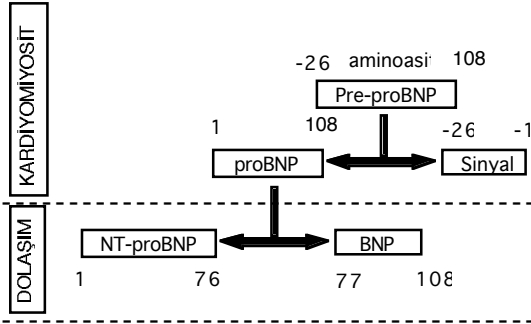 KARDİYOMİYOSİT
-26 aminoasi 108
Pre-proBNP
1 108 -26 -1
proBNP Sinyal
DOLAŞIM
NT-proBNP BNP
1 76 77 108